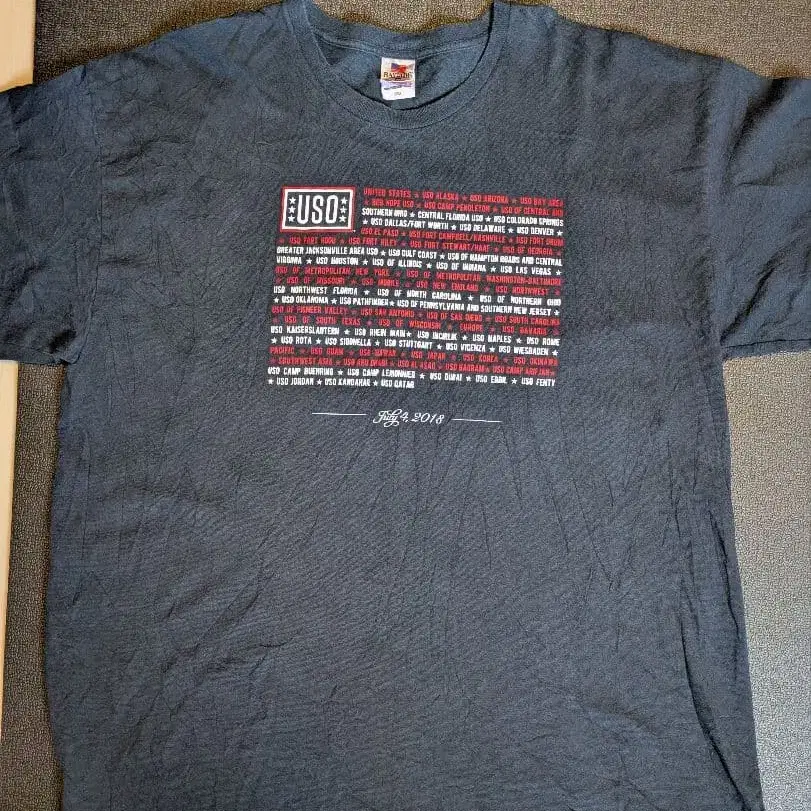 BAYSIDE
USO
UNITED STATES ★ USO ALASKA ★ USO ARIZONA ★ USO BAY AREA
★ BOB HOPE USO ★ USO CAMP PENDLETON ★ USO OF CENTRAL AND
SOUTHERN OHIO ★ CENTRAL FLORIDA USO ★ USO COLORADO SPRINGS
★ USO DALLAS/FORT WORTH ★ USO DELAWARE ★ USO DENVER ★
USO EL PASO ★ USO FORT CAMPBELL/NASHVILLE ★ USO FORT DRUM
★ USO FORT HOOD ★ USO FORT RILEY ★ USO FORT STEWART/HAAF ★ USO OF GEORGIA ★
GREATER JACKSONVILLE AREA USO ★ USO GULF COAST ★ USO OF HAMPTON ROADS AND CENTRAL
VIRGINIA ★ USO HOUSTON ★ USO OF ILLINOIS ★ USO OF INDIANA ★ USO LAS VEGAS ★
USO OF METROPOLITAN NEW YORK ★ USO OF METROPOLITAN WASHINGTON-BALTIMORE
★ USO OF MISSOURI ★ USO MOBILE ★ USO NEW ENGLAND ★ USO NORTHWEST ★
USO NORTHWEST FLORIDA ★ USO OF NORTH CAROLINA ★ USO OF NORTHERN OHIO
★ USO OKLAHOMA ★ USO PATHFINDER ★ USO OF PENNSYLVANIA AND SOUTHERN NEW JERSEY ★
USO OF PIONEER VALLEY ★ USO SAN ANTONIO ★ USO OF SAN DIEGO ★ USO SOUTH CAROLINA
★ USO OF SOUTH TEXAS ★ USO OF WISCONSIN ★ EUROPE ★ USO BAVARIA ★
USO KAISERSLAUTERN ★ USO RHEIN MAIN ★ USO INCIRLIK ★ USO NAPLES ★ USO ROME
★ USO ROTA ★ USO SIGONELLA ★ USO STUTTGART ★ USO VICENZA ★ USO WIESBADEN ★
PACIFIC ★ USO GUAM ★ USO HAWAII ★ USO JAPAN ★ USO KOREA ★ USO OKINAWA
★ SOUTHWEST ASIA ★ USO ABU DHABI ★ USO AL ASAD ★ USO BAGRAM ★ USO CAMP ARIFJAN ★
USO CAMP BUEHRING ★ USO CAMP LEMONNIER ★ USO DUBAI ★ USO ERBIL ★ USO FENTY
★ USO JORDAN ★ USO KANDAHAR ★ USO QATAR
July 4, 2018